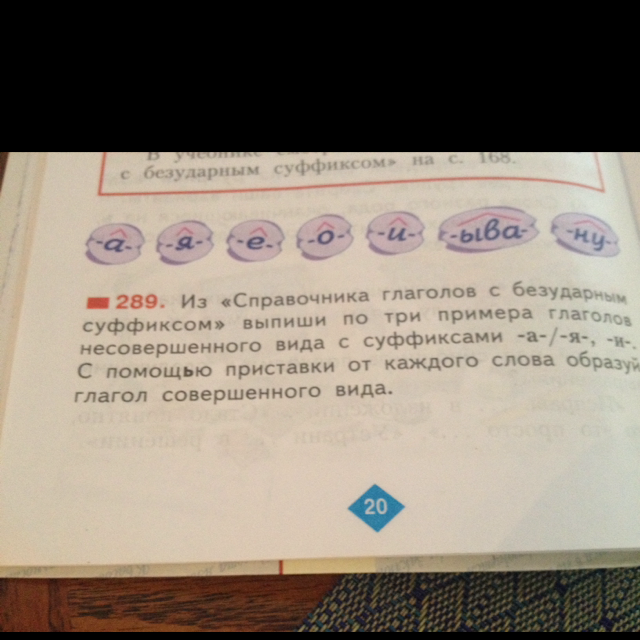 В учебнике
с безударным суффиксом» на с. 168.
-а- -я- -е- -о- -и- -ыва- -ну-
289. Из «Справочника глаголов с безударным
суффиксом» выпиши по три примера глаголов
несовершенного вида с суффиксами -а-/-я-, -и-.
С помощью приставки от каждого слова образуй
глагол совершенного вида.
20